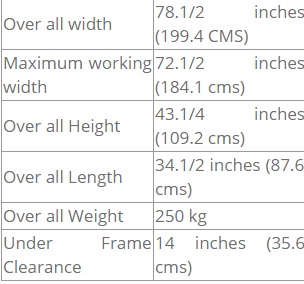 Over all width
78.1/2 inches
(199.4 CMS)
Maximum working
width
72.1/2 inches
(184.1 cms)
Over all Height
43.1/4 inches
(109.2 cms)
Over all Length
34.1/2 inches (87.6
cms)
Over all Weight
250 kg
Under Frame
Clearance
14 inches (35.6
cms)